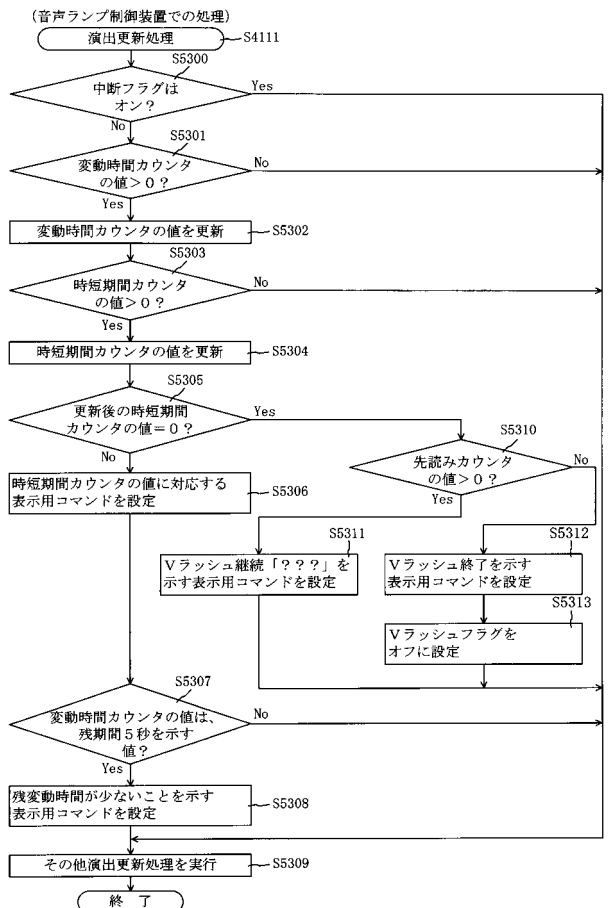 (音声ランプ制御装置での処理)
演出更新処理
S4111
S5300
中断フラグは
オン?
Yes
No
S5301
変動時間カウンタ
の値>0?
No
Yes
変動時間カウンタの値を更新
S5302
S5303
時短期間カウンタ
の値>0?
No
Yes
時短期間カウンタの値を更新
S5304
S5305
更新後の時短期間
カウンタの値=0?
Yes
No
S5310
先読みカウンタ
の値>0?
No
Yes
時短期間カウンタの値に対応する
表示用コマンドを設定
S5306
S5311
Vラッシュ継続「???」を
示す表示用コマンドを設定
S5312
Vラッシュ終了を示す
表示用コマンドを設定
S5313
Vラッシュフラグを
オフに設定
S5307
変動時間カウンタの値は、
残期間5秒を示す
値?
No
Yes
残変動時間が少ないことを示す
表示用コマンドを設定
S5308
その他演出更新処理を実行
S5309
終 了